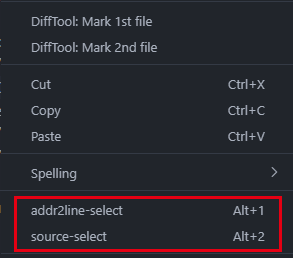 DiffTool: Mark 1st file
DiffTool: Mark 2nd file
Cut Ctrl+X
Copy Ctrl+C
Paste Ctrl+V
Spelling
addr2line-select Alt+1
source-select Alt+2